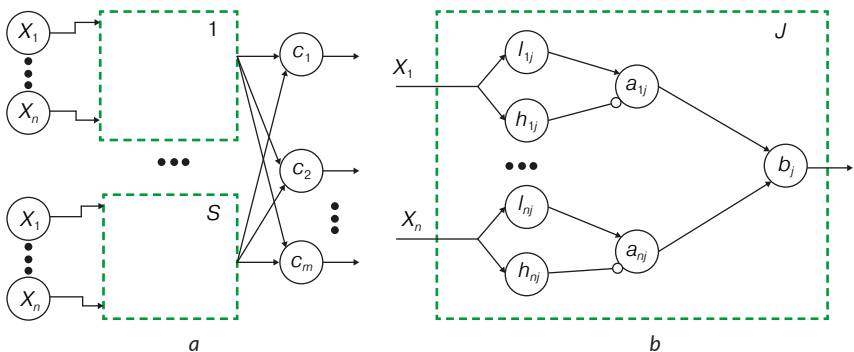 X₁
Xₙ
1
X₁
Xₙ
S
c₁
c₂
cₘ
a
J
X₁
l₁ⱼ
h₁ⱼ
a₁ⱼ
Xₙ
lₙⱼ
hₙⱼ
aₙⱼ
bⱼ
b